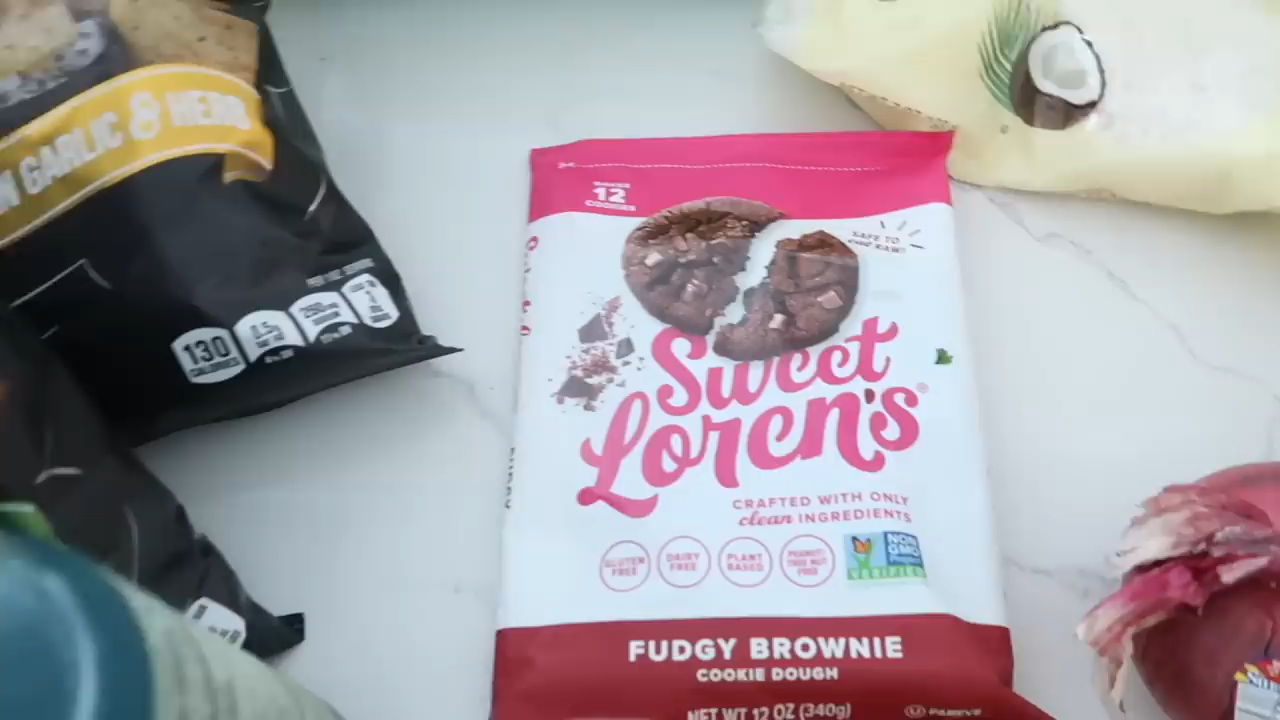 GARLIC & HERB
130
CALORIES
MAKES
12
COOKIES
SAFE TO
eat RAW!
Sweet
Loren's®
CRAFTED WITH ONLY
clean INGREDIENTS
GLUTEN
FREE
DAIRY
FREE
PLANT
BASED
PEANUT/
TREE NUT
FREE
NON
GMO
VERIFIED
FUDGY BROWNIE
COOKIE DOUGH
NET WT 12 OZ (340g)
PAREVE